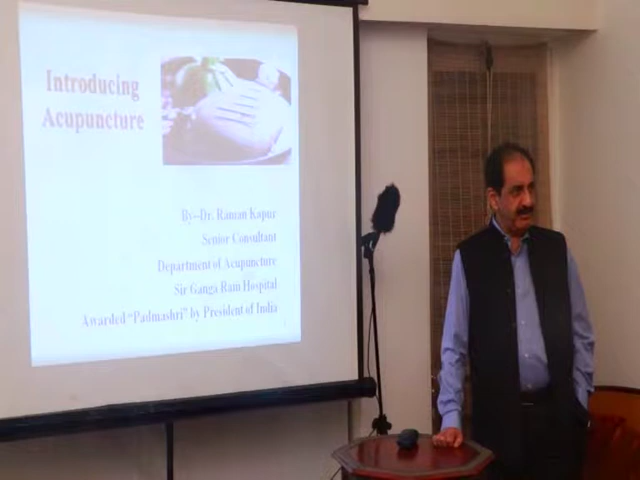 Introducing
Acupuncture
By--Dr. Raman Kapur
Senior Consultant
Department of Acupuncture
Sir Ganga Ram Hospital
Awarded "Padmashri" by President of India